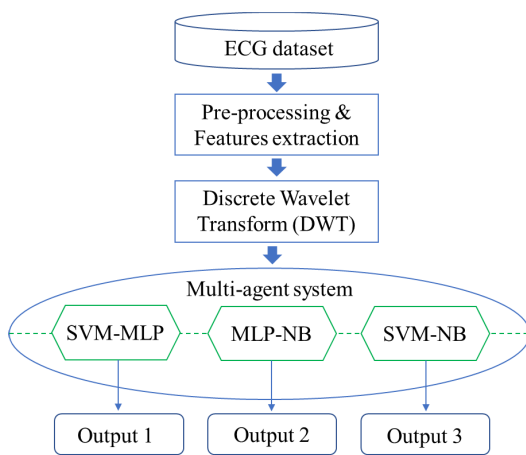 ECG dataset
Pre-processing &
Features extraction
Discrete Wavelet
Transform (DWT)
Multi-agent system
SVM-MLP
MLP-NB
SVM-NB
Output 1
Output 2
Output 3